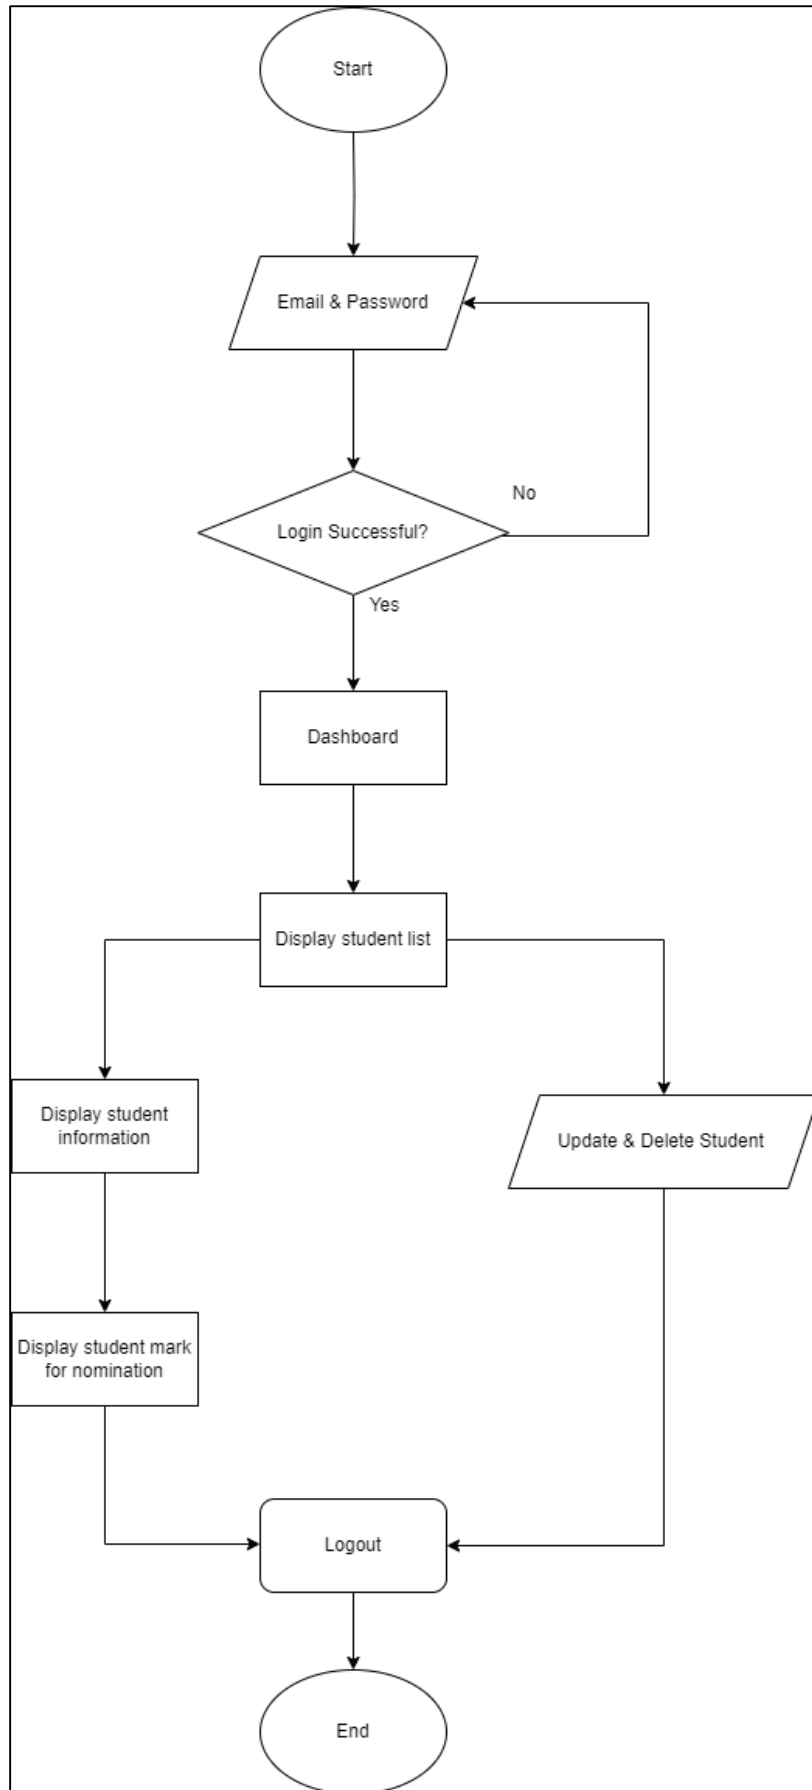 Start
Email & Password
No
Login Successful?
Yes
Dashboard
Display student list
Display student
information
Update & Delete Student
Display student mark
for nomination
Logout
End